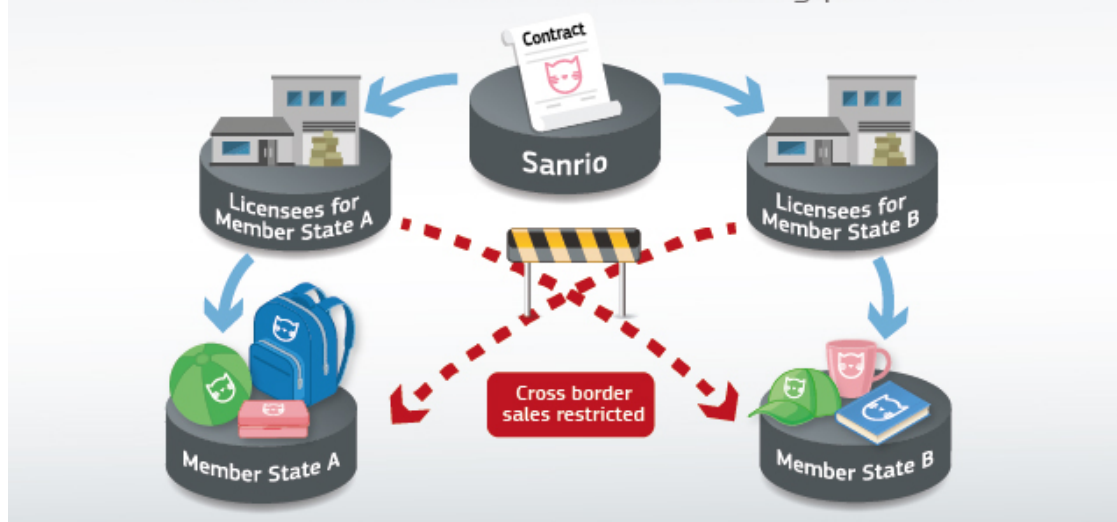 Contract
Sanrio
Licensees for
Member State A
Licensees for
Member State B
Cross border
sales restricted
Member State A
Member State B